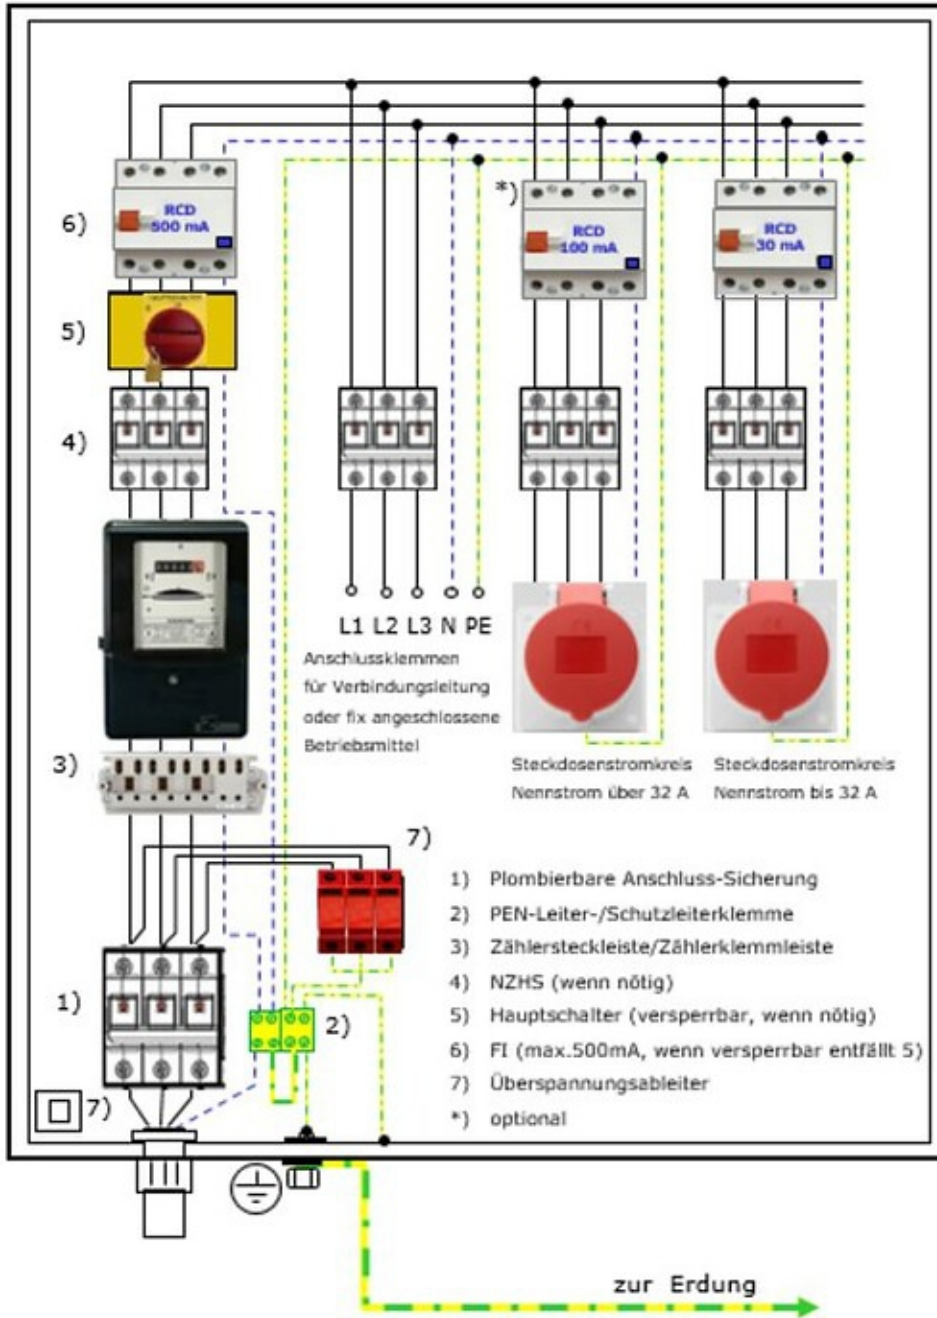 *)
6)
RCD
500 mA
RCD
100 mA
RCD
30 mA
HAUPTSCHALTER
5)
4)
L1 L2 L3 N PE
Anschlussklemmen
für Verbindungsleitung
oder fix angeschlossene
Betriebsmittel
3)
Steckdosenstromkreis
Nennstrom über 32 A
Steckdosenstromkreis
Nennstrom bis 32 A
7)
1) Plombierbare Anschluss-Sicherung
2) PEN-Leiter-/Schutzleiterklemme
3) Zählersteckleiste/Zählerklemmleiste
4) NZHS (wenn nötig)
5) Hauptschalter (versperrbar, wenn nötig)
6) FI (max.500mA, wenn versperrbar entfällt 5)
7) Überspannungsableiter
*) optional
1)
2)
7)
zur Erdung